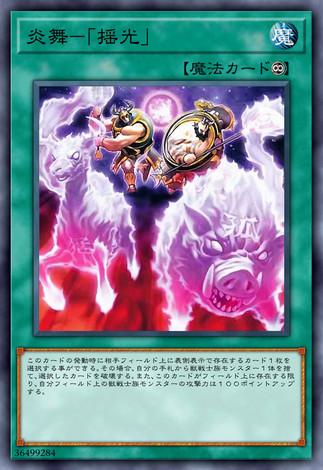 炎舞-「揺光」
魔
【魔法カード】
狐
このカードの発動時に相手フィールド上に表側表示で存在するカード1枚を
選択する事ができる。その場合、自分の手札から獣戦士族モンスター1体を捨
て、選択したカードを破壊する。また、このカードがフィールド上に存在する限
り、自分フィールド上の獣戦士族モンスターの攻撃力は100ポイントアップ
する。
36499284